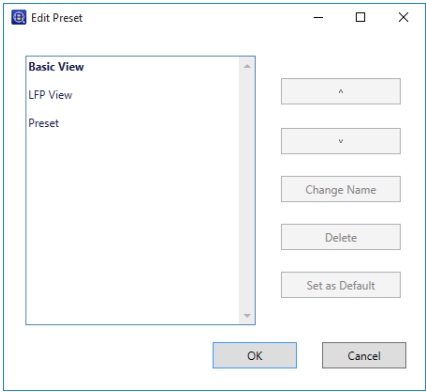 Edit Preset
Basic View
LFP View
Preset
^
v
Change Name
Delete
Set as Default
OK
Cancel